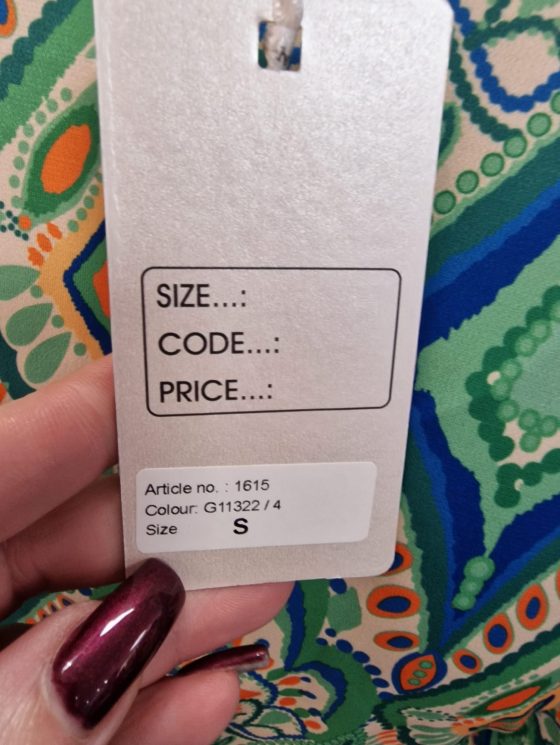 SIZE...:
CODE...:
PRICE...:
Article no. : 1615
Colour: G11322 / 4
Size S